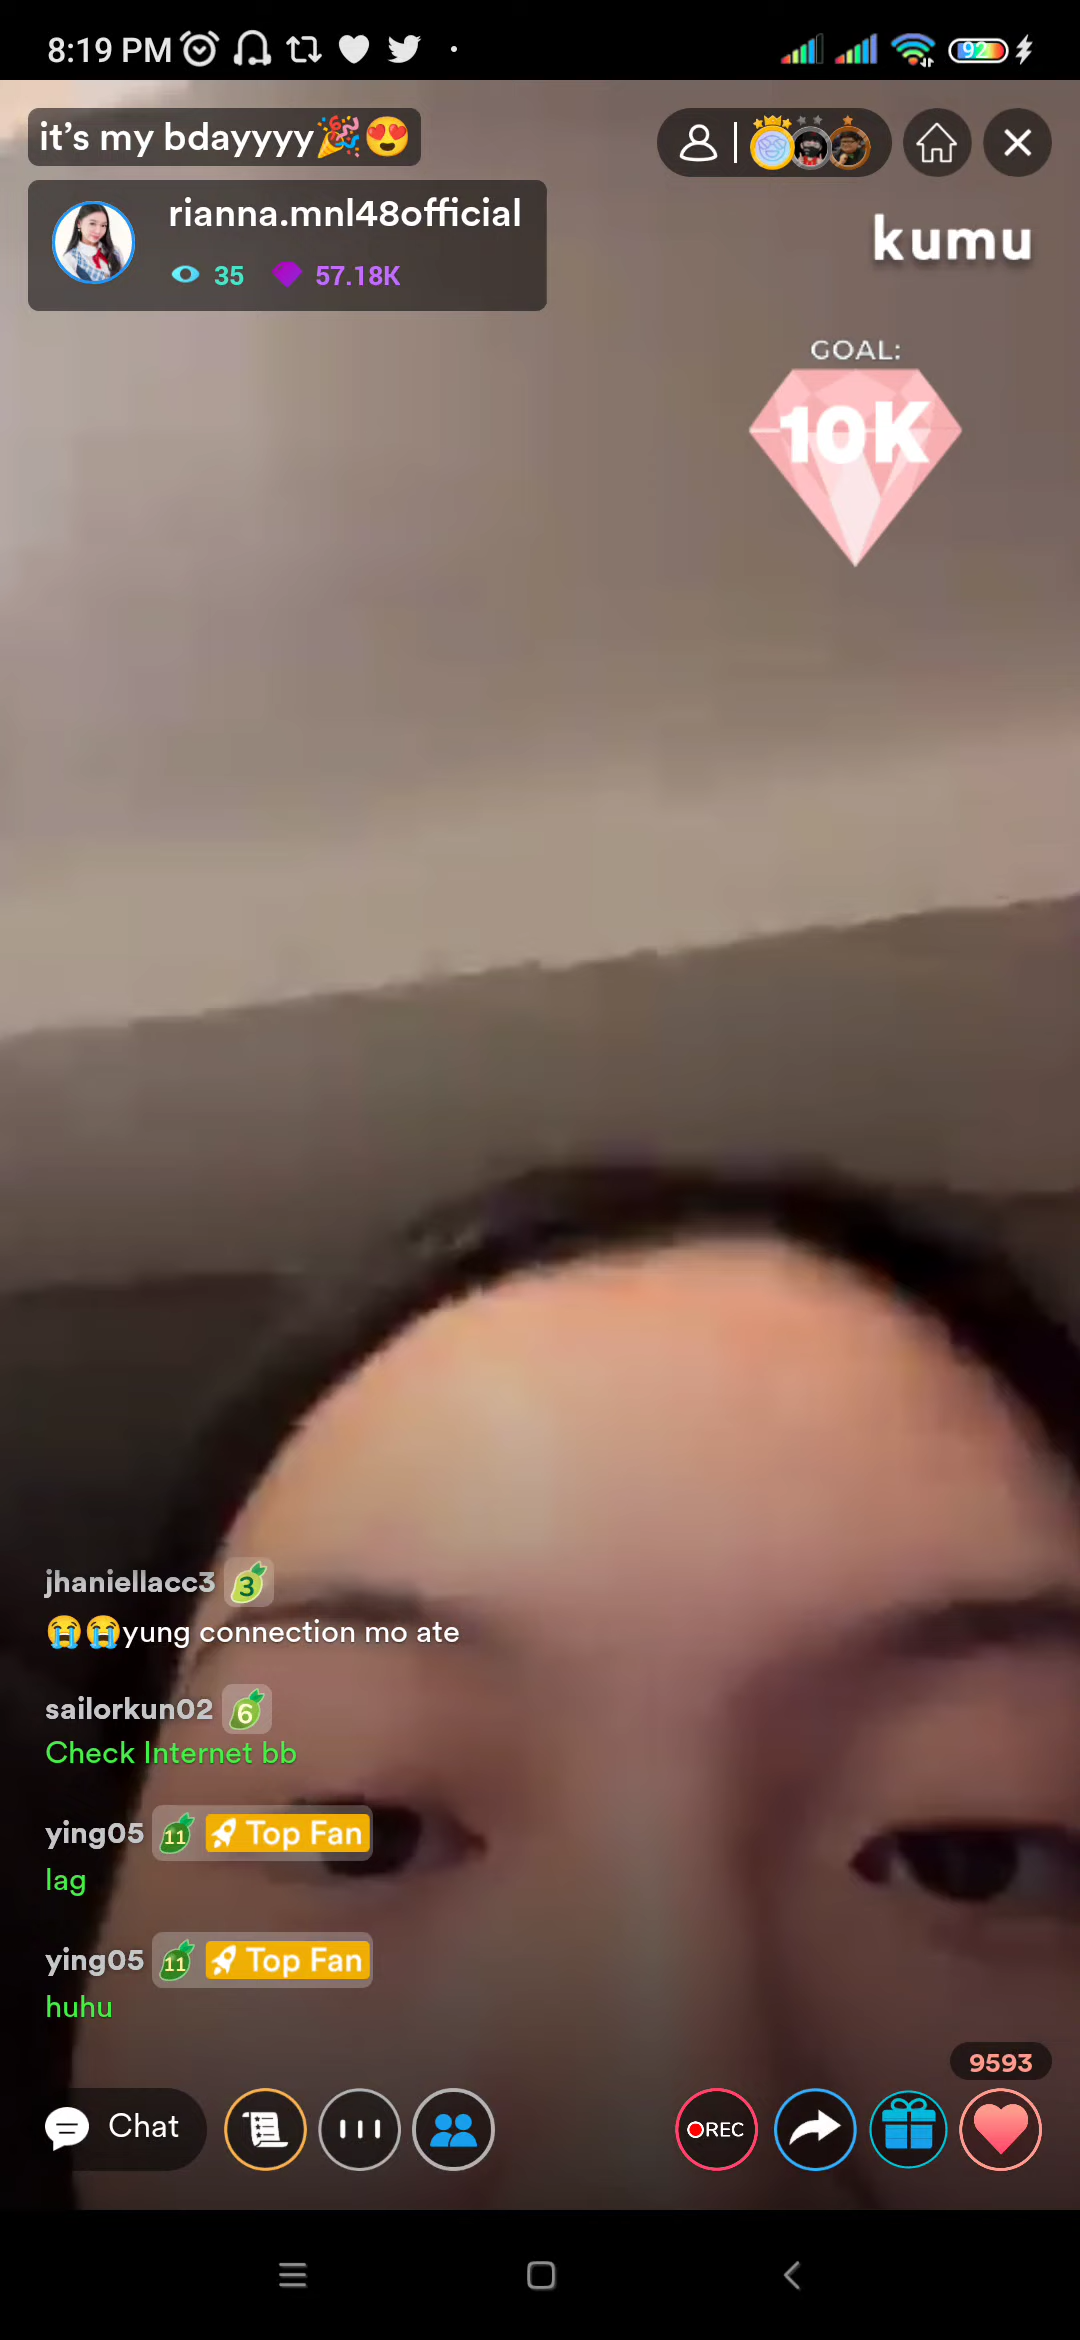 8:19 PM
92
it's my bdayyyy🎉😍
rianna.mnl48official
35 57.18K
kumu
GOAL:
10K
jhaniellacc3 3
😭😭yung connection mo ate
sailorkun02 6
Check Internet bb
ying05 11 Top Fan
lag
ying05 11 Top Fan
huhu
9593
Chat
REC